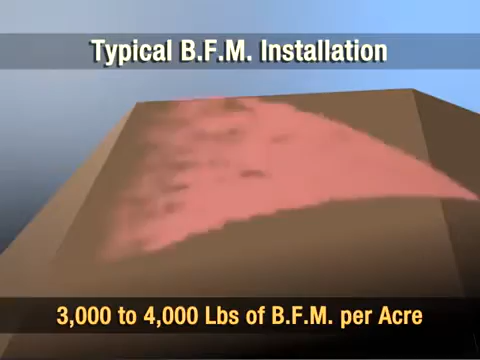 Typical B.F.M. Installation
3,000 to 4,000 Lbs of B.F.M. per Acre